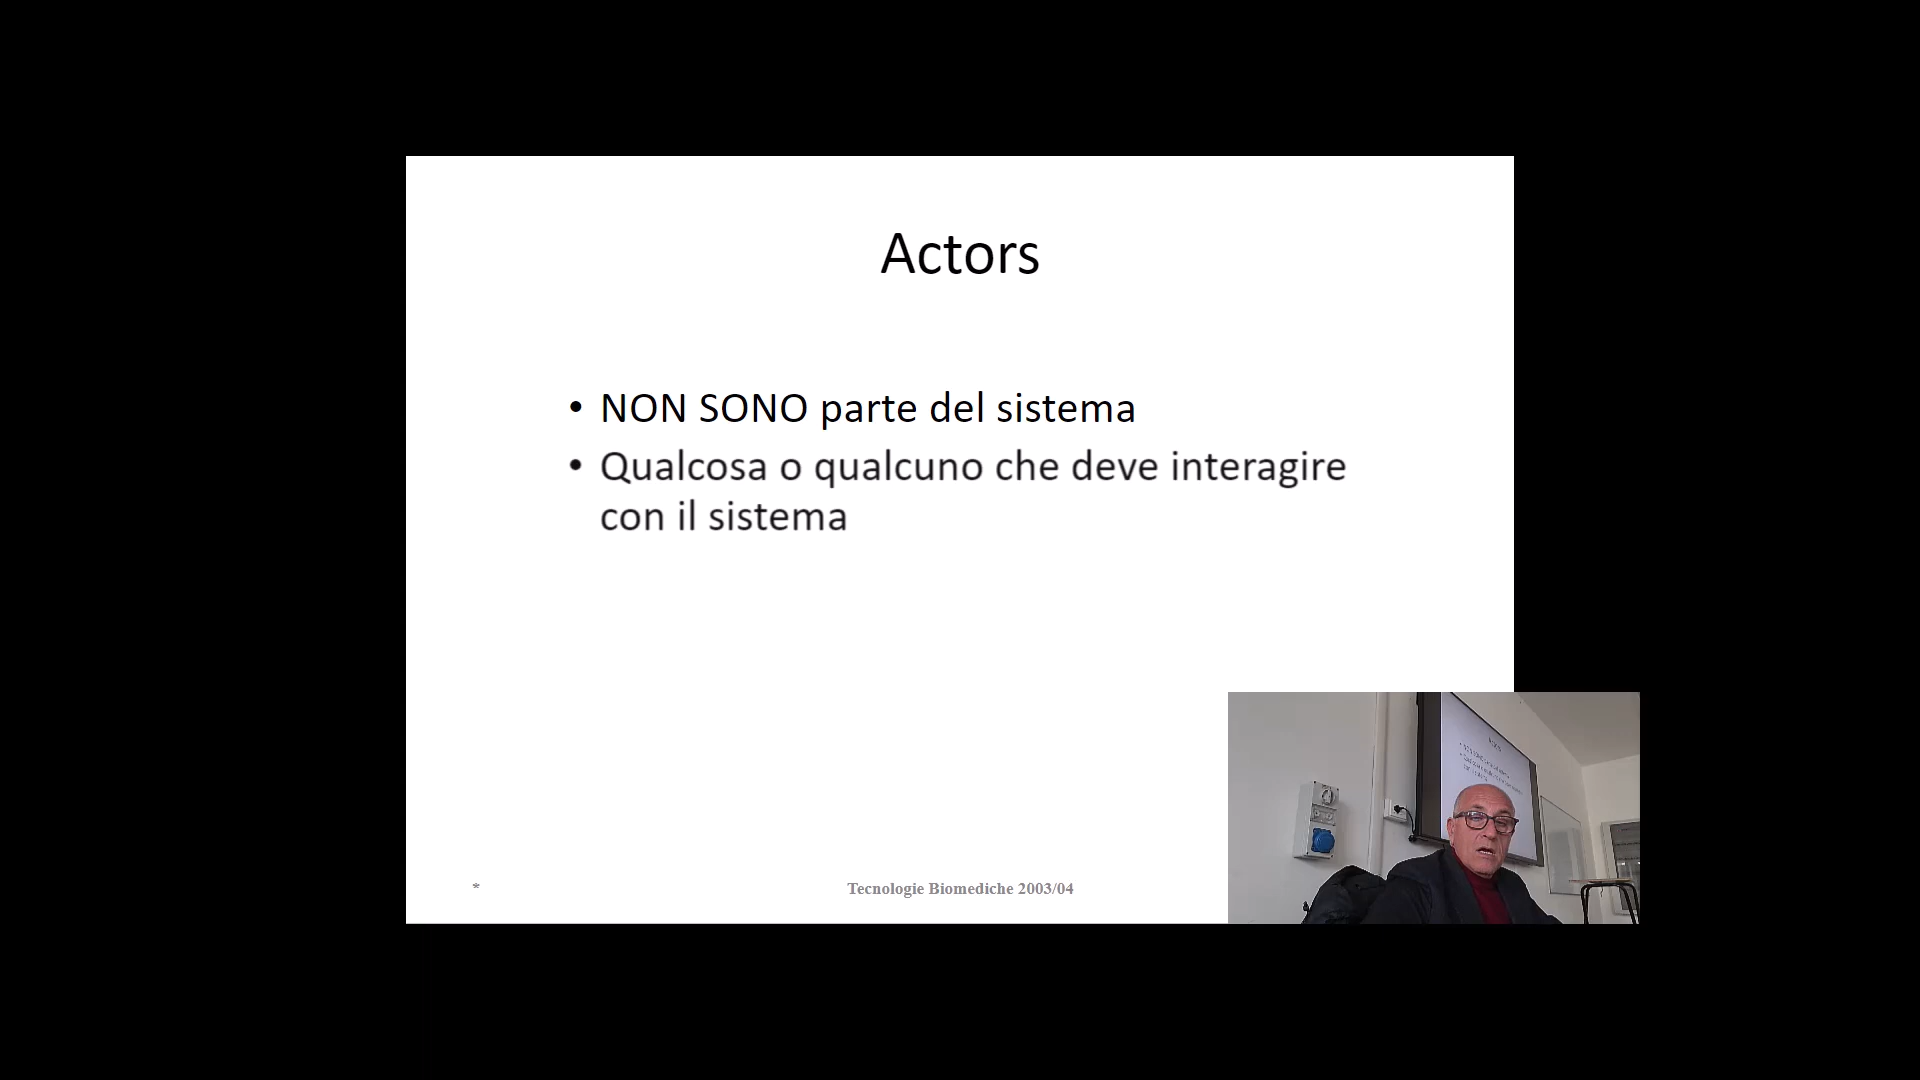 Actors
• NON SONO parte del sistema
• Qualcosa o qualcuno che deve interagire
con il sistema
*
Tecnologie Biomediche 2003/04